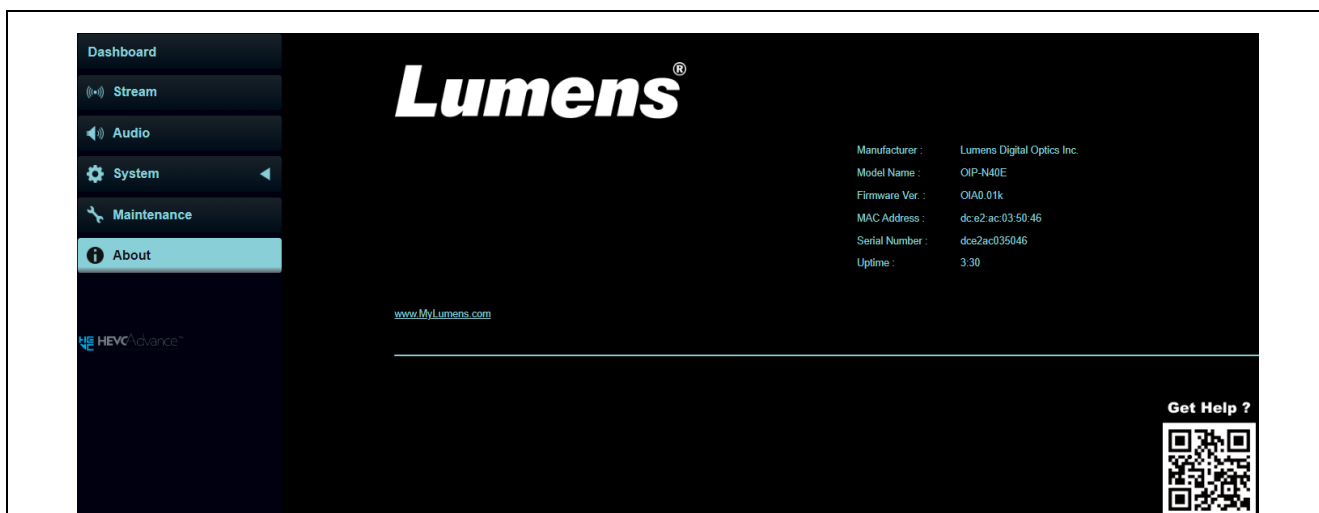 Dashboard
Stream
Audio
System
Maintenance
About
HEVCAdvance™
Lumens®
Manufacturer : Lumens Digital Optics Inc.
Model Name : OIP-N40E
Firmware Ver. : OIA0.01k
MAC Address : dc:e2:ac:03:50:46
Serial Number : dce2ac035046
Uptime : 3:30
www.MyLumens.com
Get Help ?